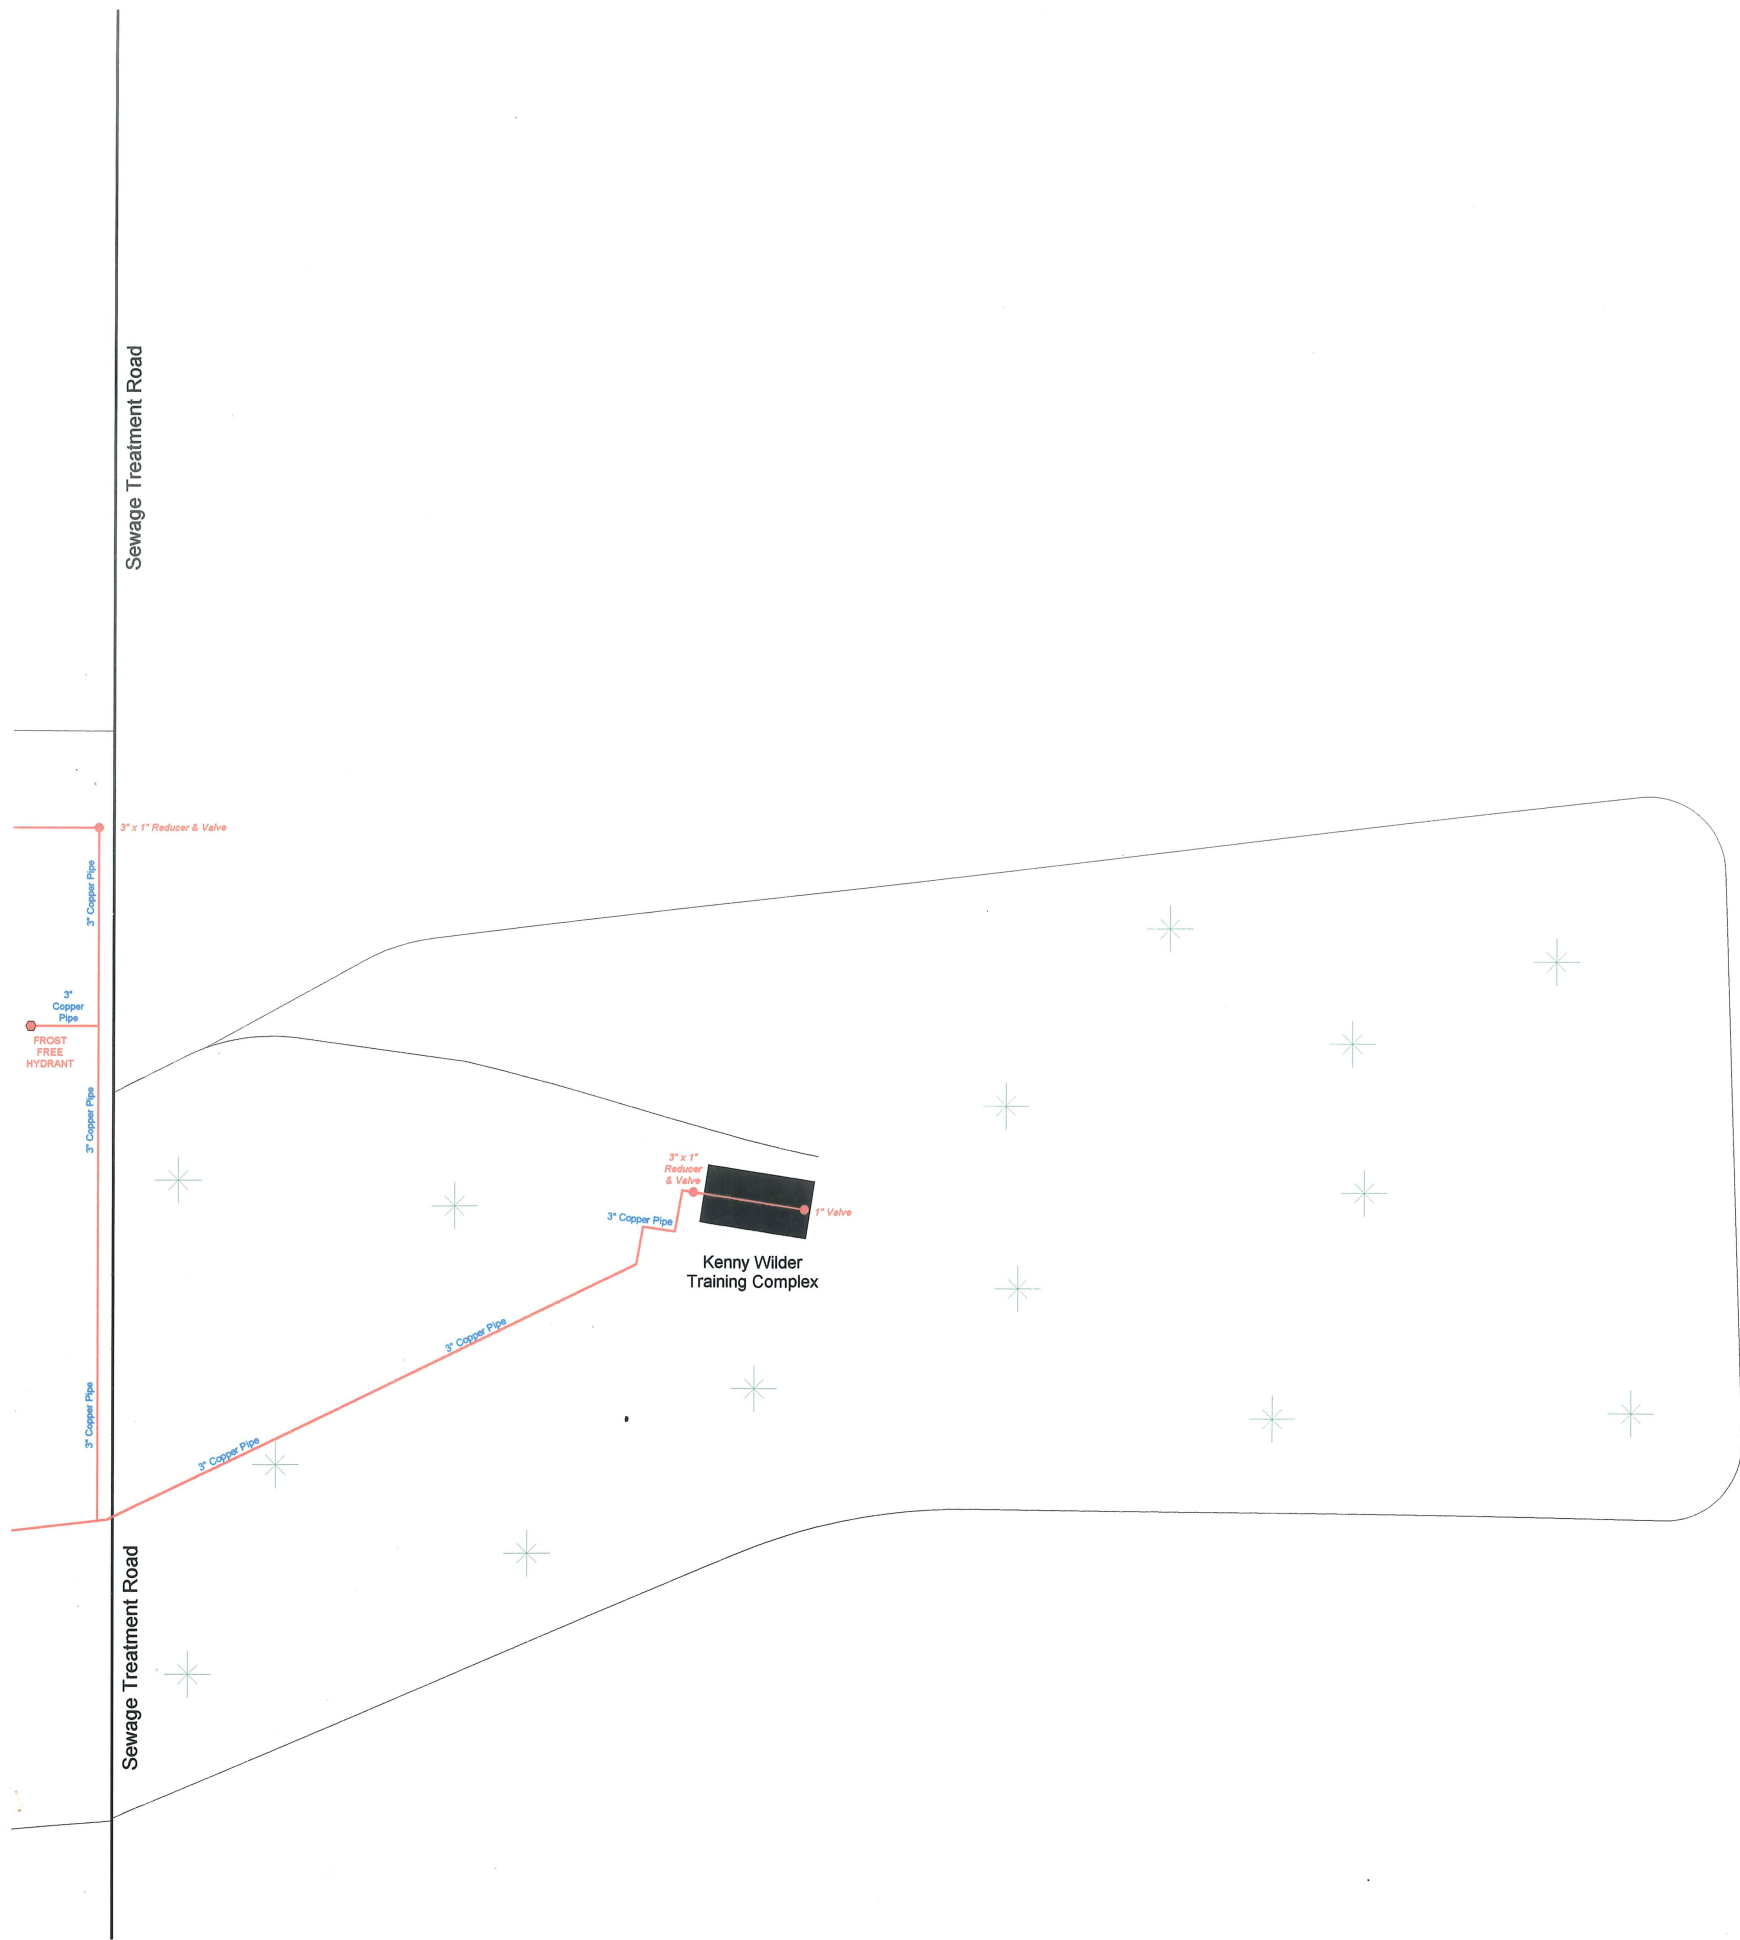 Sewage Treatment Road
3" x 1" Reducer & Valve
3" Copper Pipe
3"
Copper
Pipe
FROST
FREE
HYDRANT
3" Copper Pipe
3" x 1"
Reducer
& Valve
1" Valve
3" Copper Pipe
Kenny Wilder
Training Complex
3" Copper Pipe
3" Copper Pipe
3" Copper Pipe
Sewage Treatment Road